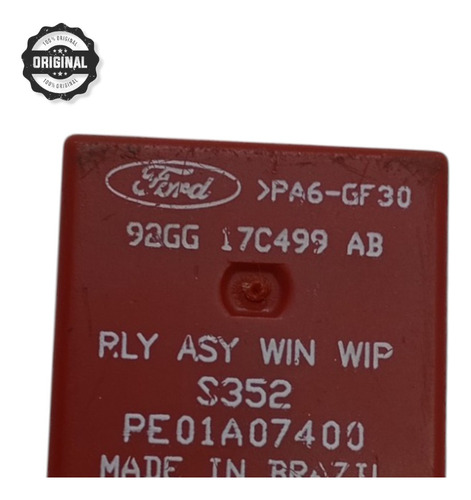 100% ORIGINAL
ORIGINAL
100% ORIGINAL
Ford >PA6-GF30
92GG 17C499 AB
RLY ASY WIN WIP
S352
PE01A07400
MADE IN BRAZIL